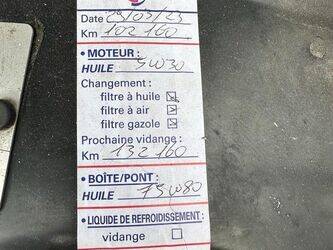 Date 29/03/23
Km 102 160
• MOTEUR:
HUILE 5W30
Changement :
filtre à huile
filtre à air
filtre gazole
Prochaine vidange :
Km 132 160
• BOÎTE/PONT:
HUILE 75W80
• LIQUIDE DE REFROIDISSEMENT :
vidange